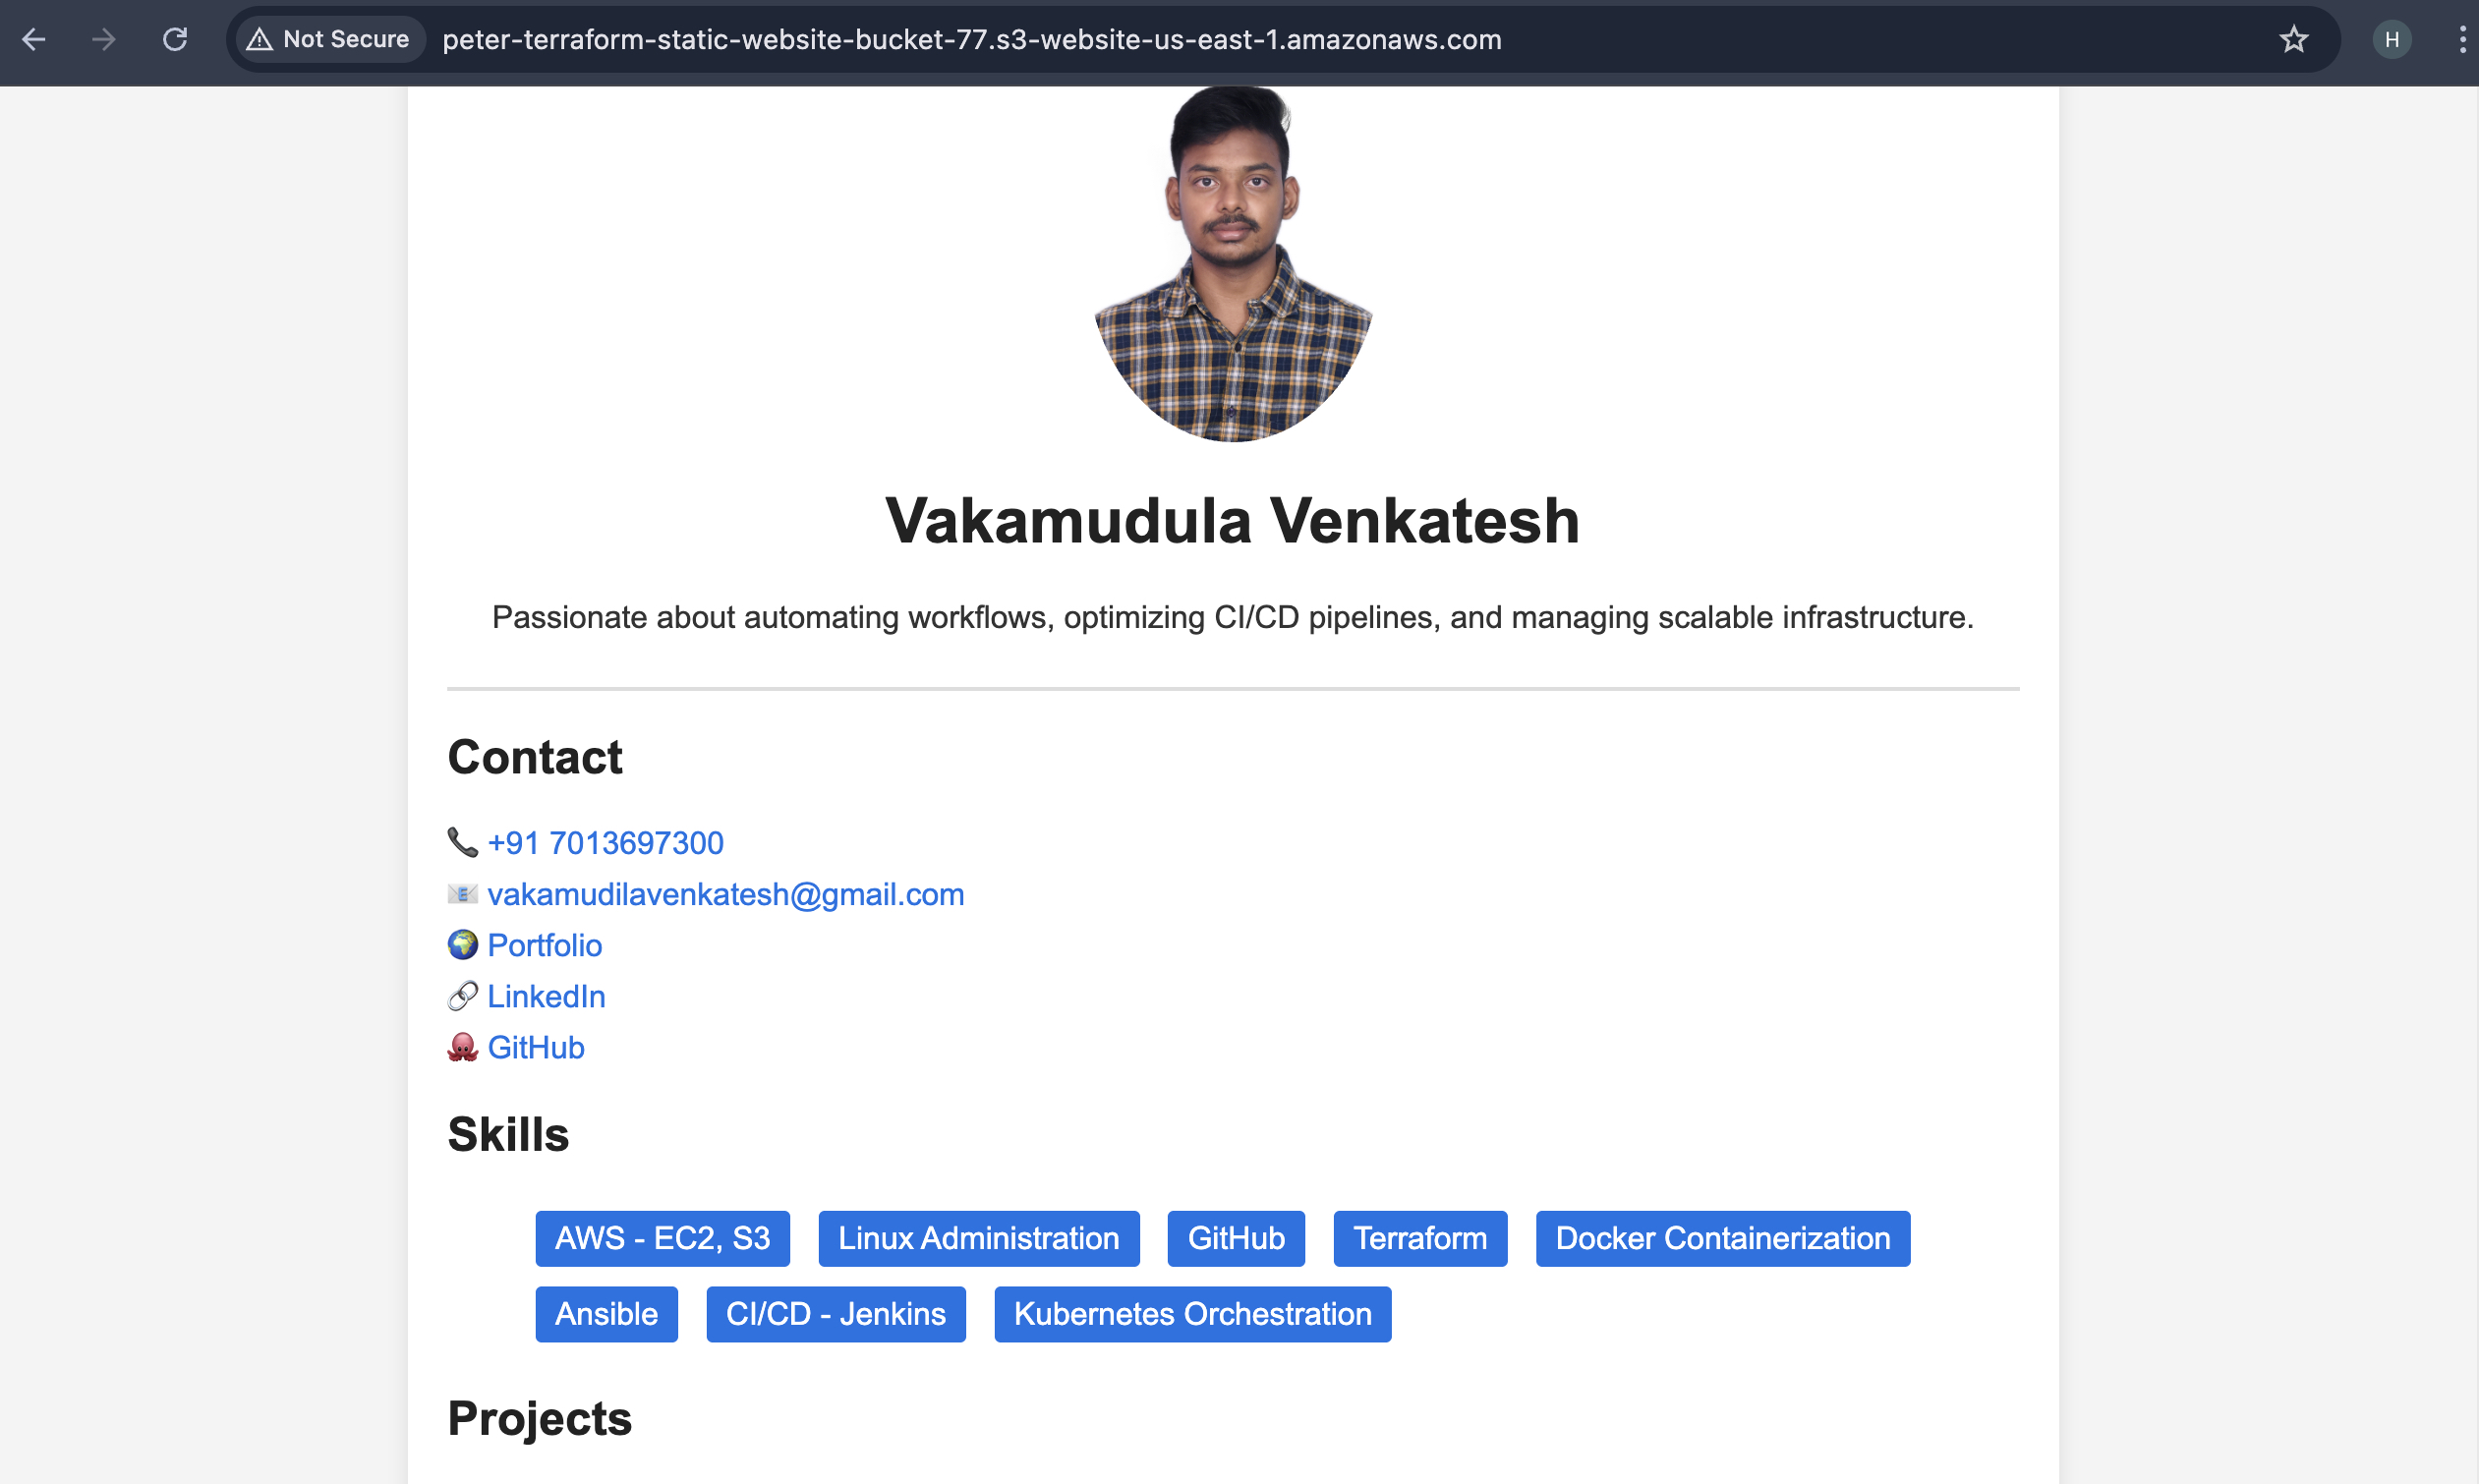 Not Secure peter-terraform-static-website-bucket-77.s3-website-us-east-1.amazonaws.com H
Vakamudula Venkatesh
Passionate about automating workflows, optimizing CI/CD pipelines, and managing scalable infrastructure.
Contact
+91 7013697300
vakamudilavenkatesh@gmail.com
Portfolio
LinkedIn
GitHub
Skills
AWS - EC2, S3 Linux Administration GitHub Terraform Docker Containerization
Ansible CI/CD - Jenkins Kubernetes Orchestration
Projects